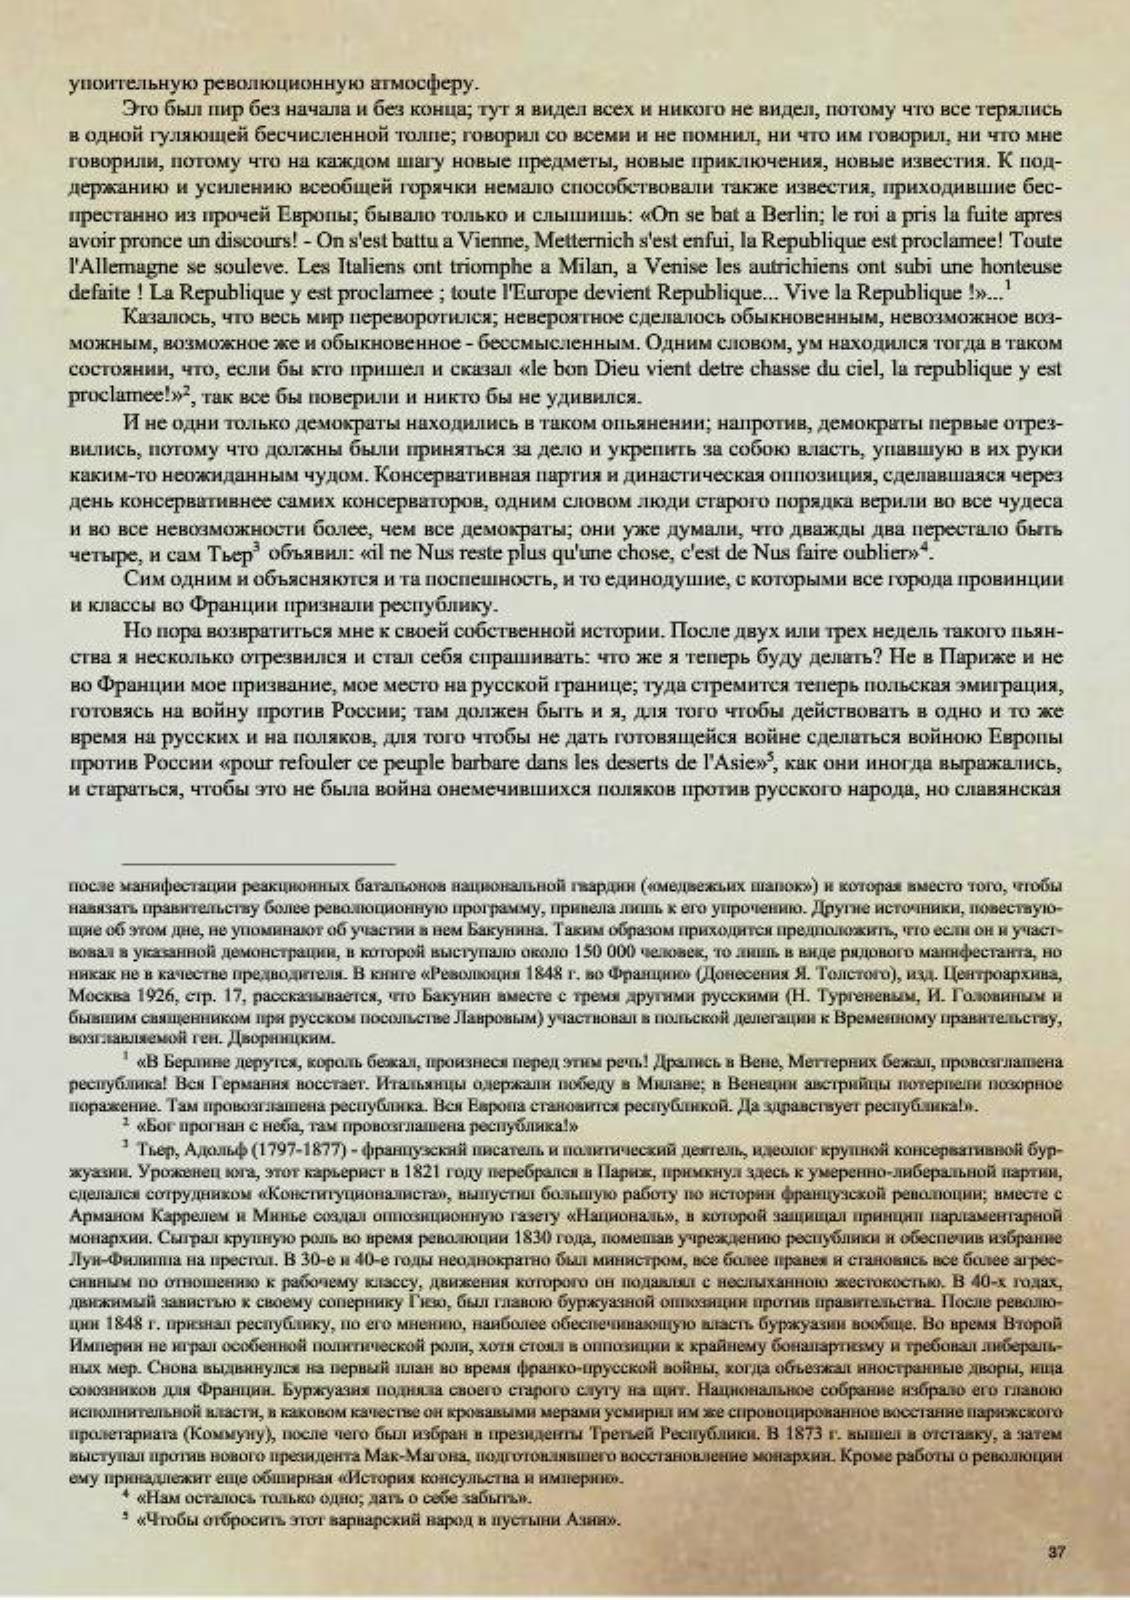 упоительную революционную атмосферу.
Это был пир без начала и без конца; тут я видел всех и никого не видел, потому что все терялись
в одной гуляющей бесчисленной толпе; говорил со всеми и не помнил, ни что им говорил, ни что мне
говорили, потому что на каждом шагу новые предметы, новые приключения, новые известия. К под-
держанию и усилению всеобщей горячки немало способствовали также известия, приходившие бес-
престанно из прочей Европы; бывало только и слышишь: «On se bat a Berlin; le roi a pris la fuite apres
avoir pronce un discours! - On s'est battu a Vienne, Metternich s'est enfui, la Republique est proclamee! Toute
l'Allemagne se souleve. Les Italiens ont triomphe a Milan, a Venise les autrichiens ont subi une honteuse
defaite ! La Republique y est proclamee ; toute l'Europe devient Republique... Vive la Republique !»...1
Казалось, что весь мир переворотился; невероятное сделалось обыкновенным, невозможное воз-
можным, возможное же и обыкновенное - бессмысленным. Одним словом, ум находился тогда в таком
состоянии, что, если бы кто пришел и сказал «le bon Dieu vient detre chasse du ciel, la republique y est
proclamee!»2, так все бы поверили и никто бы не удивился.
И не одни только демократы находились в таком опьянении; напротив, демократы первые отрез-
вились, потому что должны были приняться за дело и укрепить за собою власть, упавшую в их руки
каким-то неожиданным чудом. Консервативная партия и династическая оппозиция, сделавшаяся через
день консервативнее самих консерваторов, одним словом люди старого порядка верили во все чудеса
и во все невозможности более, чем все демократы; они уже думали, что дважды два перестало быть
четыре, и сам Тьер3 объявил: «il ne Nus reste plus qu'une chose, c'est de Nus faire oublier»4.
Сим одним и объясняются и та поспешность, и то единодушие, с которыми все города провинции
и классы во Франции признали республику.
Но пора возвратиться мне к своей собственной истории. После двух или трех недель такого пьян-
ства я несколько отрезвился и стал себя спрашивать: что же я теперь буду делать? Не в Париже и не
во Франции мое призвание, мое место на русской границе; туда стремится теперь польская эмиграция,
готовясь на войну против России; там должен быть и я, для того чтобы действовать в одно и то же
время на русских и на поляков, для того чтобы не дать готовящейся войне сделаться войною Европы
против России «pour refouler ce peuple barbare dans les deserts de l'Asie»5, как они иногда выражались,
и стараться, чтобы это не была война онемечившихся поляков против русского народа, но славянская
после манифестации реакционных батальонов национальной гвардии («медвежьих шапок») и которая вместо того, чтобы
навязать правительству более революционную программу, привела лишь к его упрочению. Другие источники, повествую-
щие об этом дне, не упоминают об участии в нем Бакунина. Таким образом приходится предположить, что если он и участ-
вовал в указанной демонстрации, в которой выступало около 150 000 человек, то лишь в виде рядового манифестанта, но
никак не в качестве предводителя. В книге «Революция 1848 г. во Франции» (Донесения Я. Толстого), изд. Центроархива,
Москва 1926, стр. 17, рассказывается, что Бакунин вместе с тремя другими русскими (Н. Тургеневым, И. Головиным и
бывшим священником при русском посольстве Лавровым) участвовал в польской делегации к Временному правительству,
возглавляемой ген. Дворницким.
1 «В Берлине дерутся, король бежал, произнеся перед этим речь! Дрались в Вене, Меттерних бежал, провозглашена
республика! Вся Германия восстает. Итальянцы одержали победу в Милане; в Венеции австрийцы потерпели позорное
поражение. Там провозглашена республика. Вся Европа становится республикой. Да здравствует республика!».
2 «Бог прогнан с неба, там провозглашена республика!»
3 Тьер, Адольф (1797-1877) - французский писатель и политический деятель, идеолог крупной консервативной бур-
жуазии. Уроженец юга, этот карьерист в 1821 году перебрался в Париж, примкнул здесь к умеренно-либеральной партии,
сделался сотрудником «Конституционалиста», выпустил большую работу по истории французской революции; вместе с
Арманом Каррелем и Минье создал оппозиционную газету «Националь», в которой защищал принцип парламентарной
монархии. Сыграл крупную роль во время революции 1830 года, помешав учреждению республики и обеспечив избрание
Луи-Филиппа на престол. В 30-е и 40-е годы неоднократно был министром, все более правея и становясь все более агрес-
сивным по отношению к рабочему классу, движения которого он подавлял с неслыханною жестокостью. В 40-х годах,
движимый завистью к своему сопернику Гизо, был главою буржуазной оппозиции против правительства. После револю-
ции 1848 г. признал республику, по его мнению, наиболее обеспечивающую власть буржуазии вообще. Во время Второй
Империи не играл особенной политической роли, хотя стоял в оппозиции к крайнему бонапартизму и требовал либераль-
ных мер. Снова выдвинулся на первый план во время франко-прусской войны, когда объезжал иностранные дворы, ища
союзников для Франции. Буржуазия подняла своего старого слугу на щит. Национальное собрание избрало его главою
исполнительной власти, в каковом качестве он кровавыми мерами усмирил им же спровоцированное восстание парижского
пролетариата (Коммуну), после чего был избран в президенты Третьей Республики. В 1873 г. вышел в отставку, а затем
выступал против нового президента Мак-Магона, подготовлявшего восстановление монархии. Кроме работы о революции
ему принадлежит еще обширная «История консульства и империи».
4 «Нам осталось только одно; дать о себе забыть».
5 «Чтобы отбросить этот варварский народ в пустыни Азии».
37